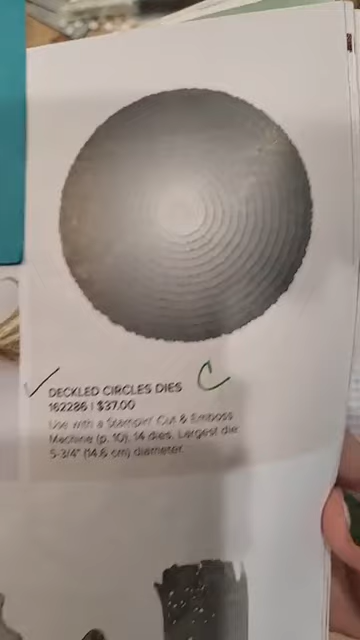 ✓ DECKLED CIRCLES DIES C
162286 | $37.00
Use with a Stampin' Cut & Emboss
Machine (p. 10). 14 dies. Largest die:
5-3/4" (14.6 cm) diameter.